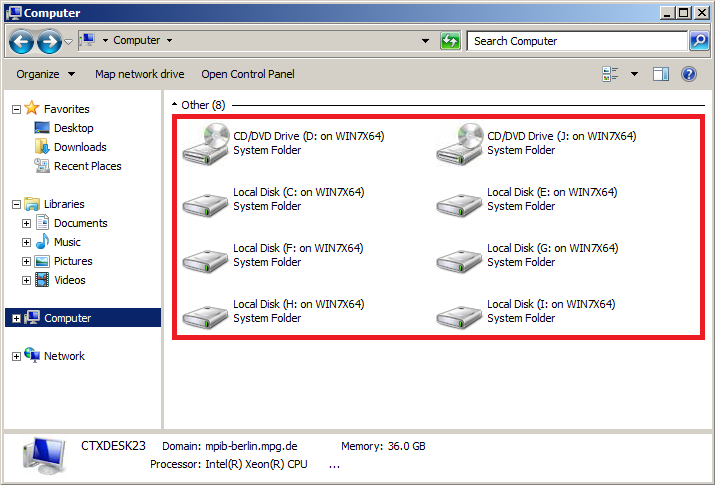 Computer
Computer
Search Computer
Organize Map network drive Open Control Panel
Favorites
Desktop
Downloads
Recent Places
Libraries
Documents
Music
Pictures
Videos
Computer
Network
Other (8)
CD/DVD Drive (D: on WIN7X64)
System Folder
CD/DVD Drive (J: on WIN7X64)
System Folder
Local Disk (C: on WIN7X64)
System Folder
Local Disk (E: on WIN7X64)
System Folder
Local Disk (F: on WIN7X64)
System Folder
Local Disk (G: on WIN7X64)
System Folder
Local Disk (H: on WIN7X64)
System Folder
Local Disk (I: on WIN7X64)
System Folder
CTXDESK23 Domain: mpib-berlin.mpg.de Memory: 36.0 GB
Processor: Intel(R) Xeon(R) CPU ...